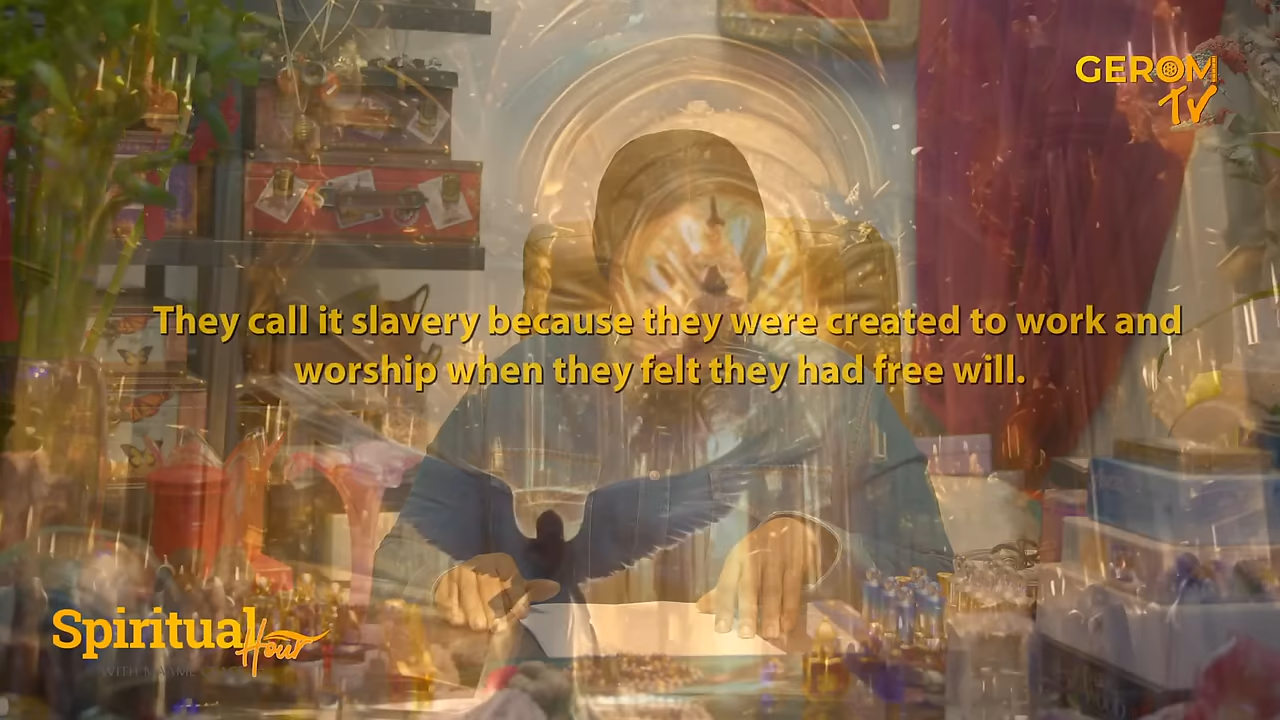 GEROM
TV
They call it slavery because they were created to work and
worship when they felt they had free will.
Spiritual
Hour
WITH